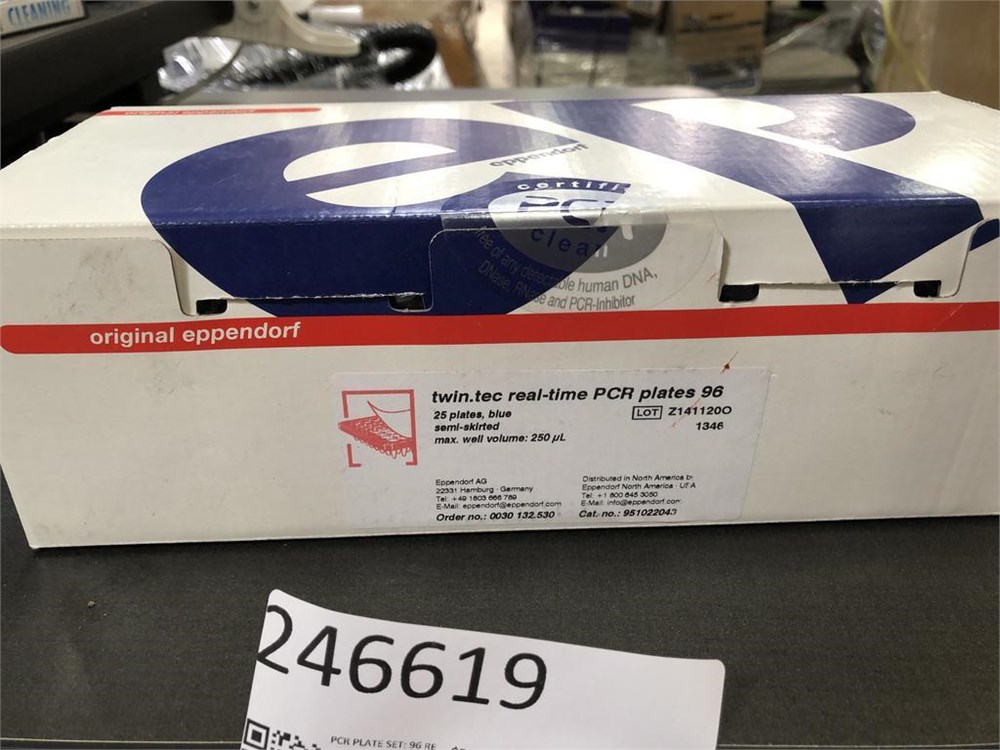 CLEANING
original eppendorf
eppendorf
ep
certifi
PCR
clean
free of any detectable human DNA,
DNase, RNase and PCR-Inhibitor
original eppendorf
twin.tec real-time PCR plates 96
25 plates, blue
semi-skirted
max. well volume: 250 µL
LOT Z141120O
1346
Eppendorf AG
22331 Hamburg · Germany
Tel: +49 1803 666 789
E-Mail: eppendorf@eppendorf.com
Order no.: 0030 132.530
Distributed in North America by
Eppendorf North America · USA
Tel: +1 800 645 3050
E-Mail: info@eppendorf.com
Cat. no.: 951022043
246619
PCR PLATE SET: 96 RE